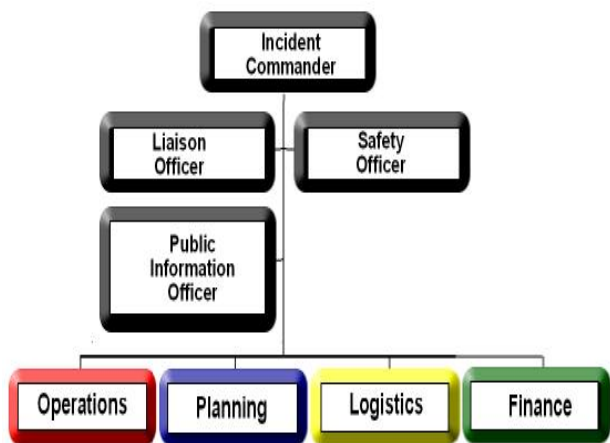 Incident
Commander
Liaison
Officer
Safety
Officer
Public
Information
Officer
Operations
Planning
Logistics
Finance